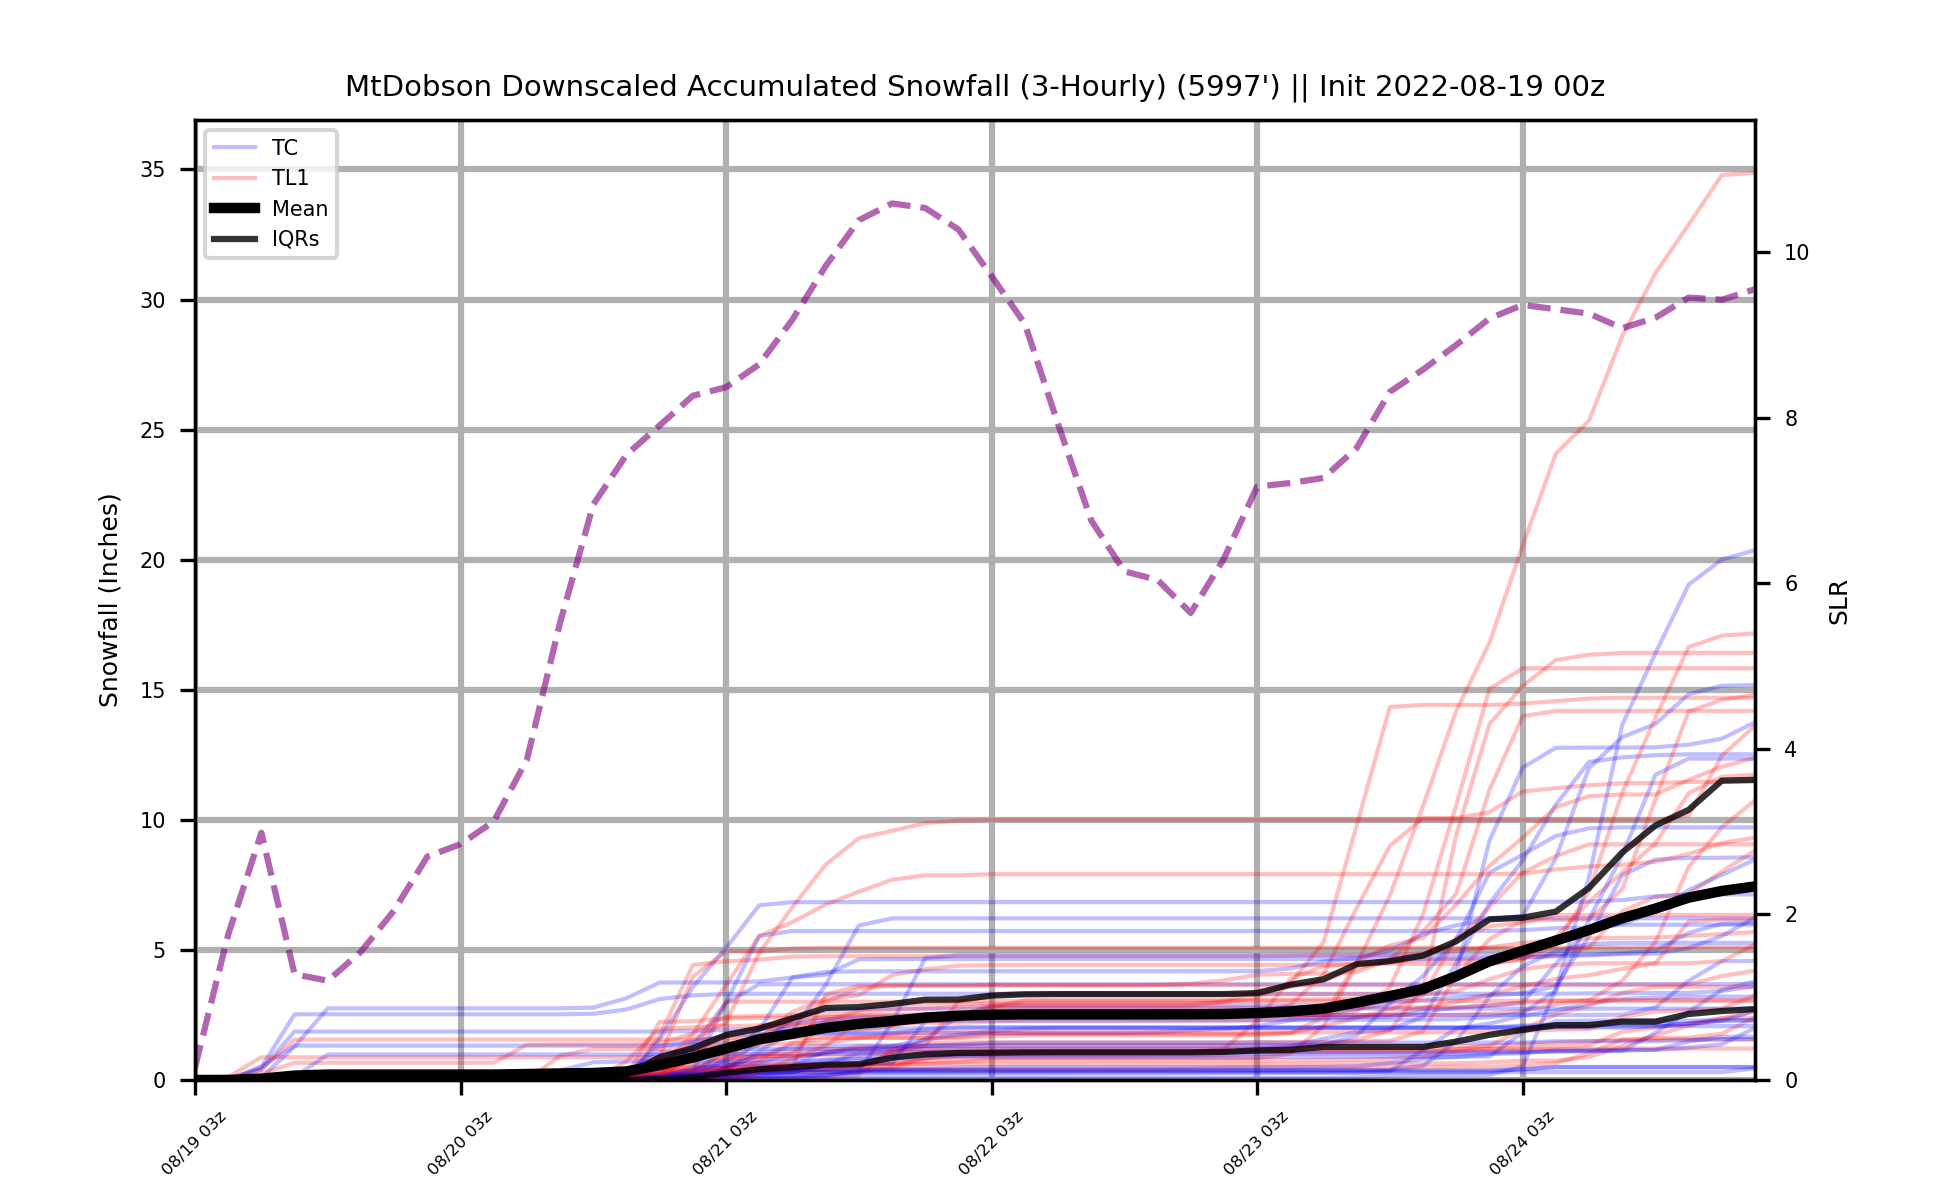 MtDobson Downscaled Accumulated Snowfall (3-Hourly) (5997') || Init 2022-08-19 00z
TC
TL1
Mean
IQRs
Snowfall (Inches)
35
30
25
20
15
10
5
0
10
8
6
4
2
0
SLR
08/19 03z
08/20 03z
08/21 03z
08/22 03z
08/23 03z
08/24 03z